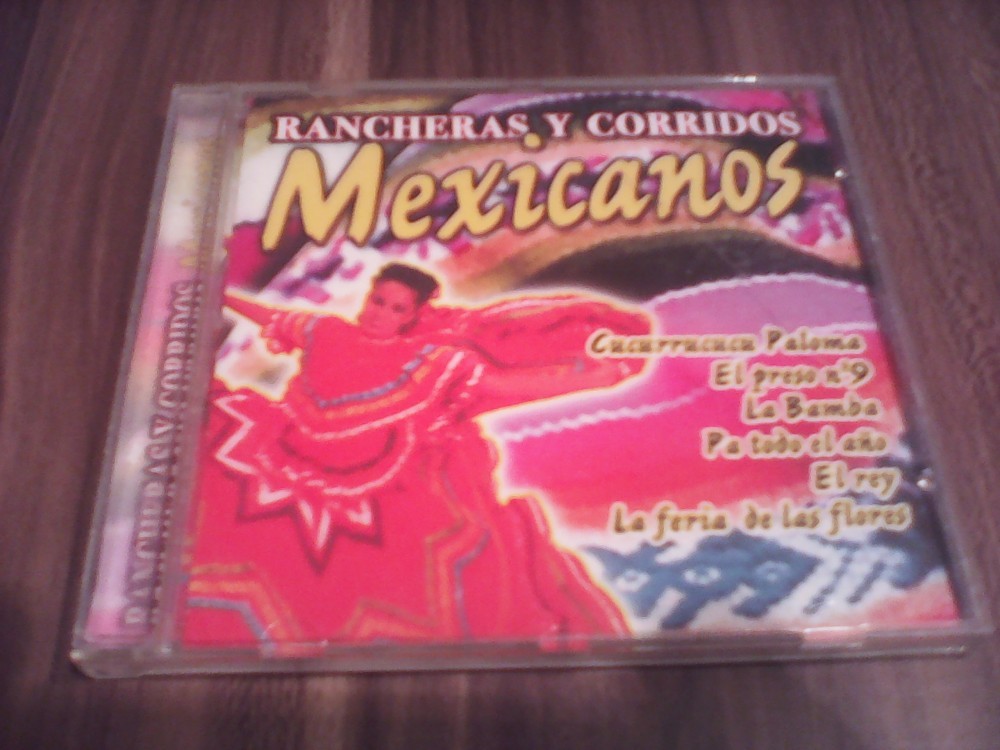 RANCHERAS Y CORRIDOS
Mexicanos
Cucurrucucu Paloma
El preso nº9
La Bamba
Pa todo el año
El rey
La feria de las flores
RANCHERAS Y CORRIDOS